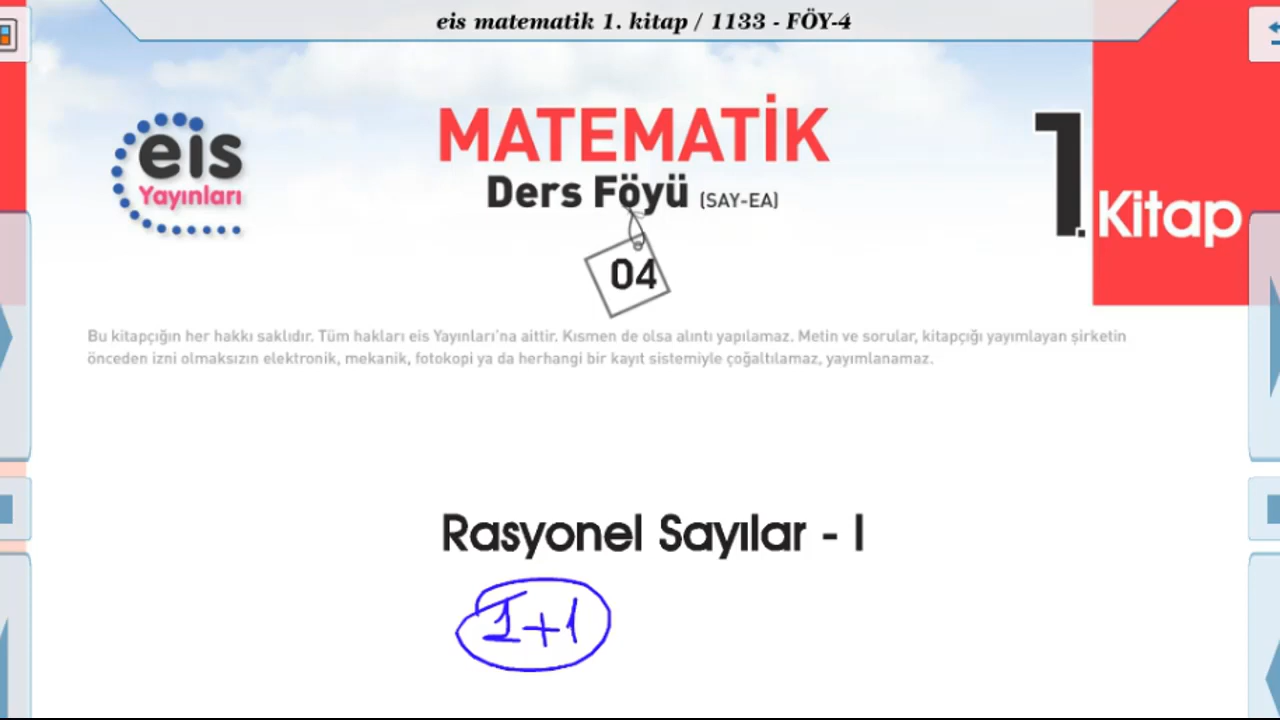 eis matematik 1. kitap / 1133 - FÖY-4
eis
Yayınları
MATEMATİK
Ders Föyü (SAY-EA)
04
1.
Kitap
Bu kitapçığın her hakkı saklıdır. Tüm hakları eis Yayınları'na aittir. Kısmen de olsa alıntı yapılamaz. Metin ve sorular, kitapçığı yayımlayan şirketin
önceden izni olmaksızın elektronik, mekanik, fotokopi ya da herhangi bir kayıt sistemiyle çoğaltılamaz, yayımlanamaz.
Rasyonel Sayılar - I
1+1